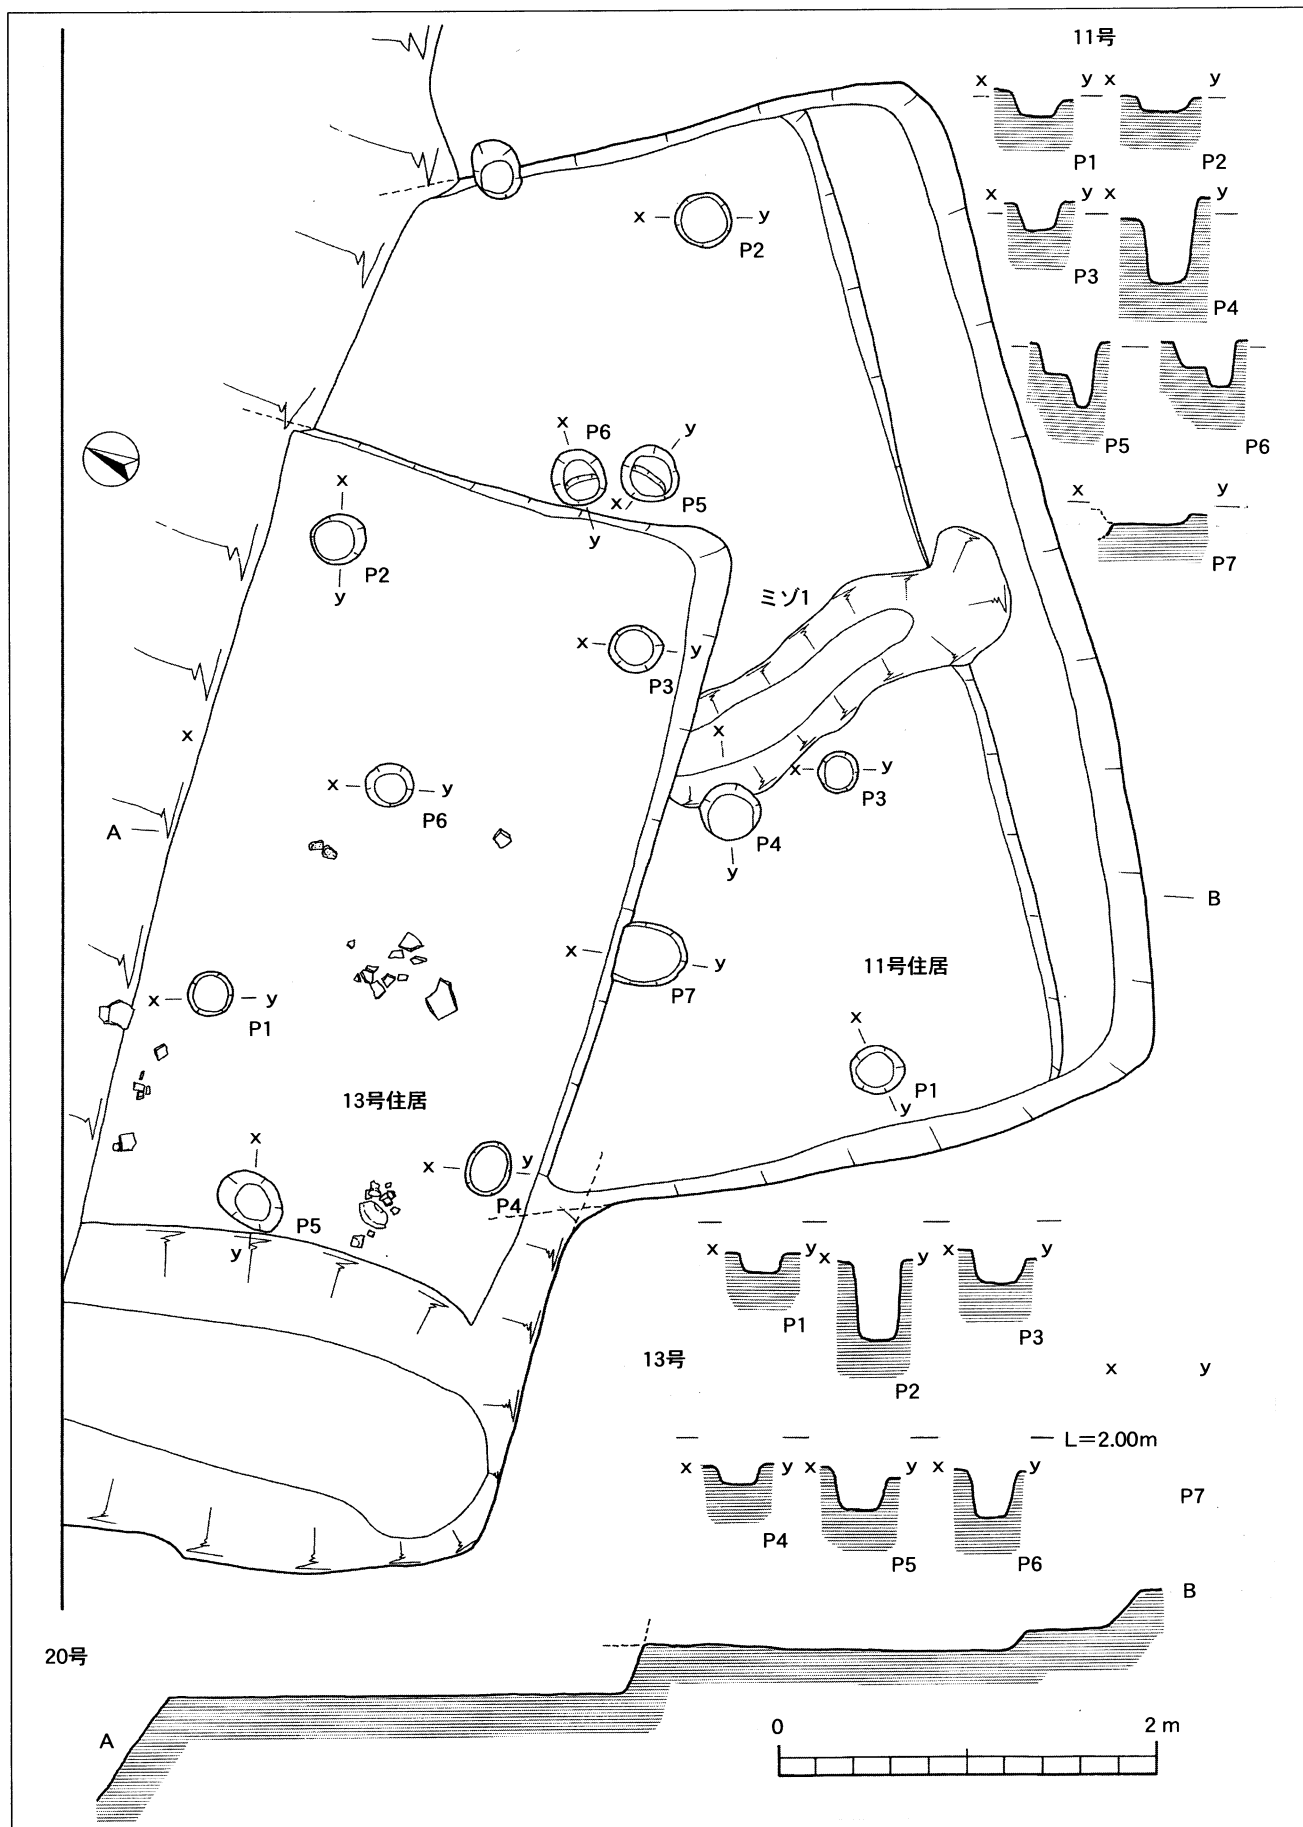 11号
x y x y
P1 P2
x y x y
P3 P4
P5 P6
x y
P7
x y
P2
x P6 y
x P5
y
x
P2
y
ミゾ1
x y
P3
x
x
x y
P3
x y
P6
P4
y
A
B
x y
P7
11号住居
x y
P1
x
P1
y
13号住居
x
x y
P4
P5
y
x y x y x y
P1 P2 P3
13号
x y
L=2.00m
x y x y x y
P4 P5 P6
P7
B
20号
A
0 2 m